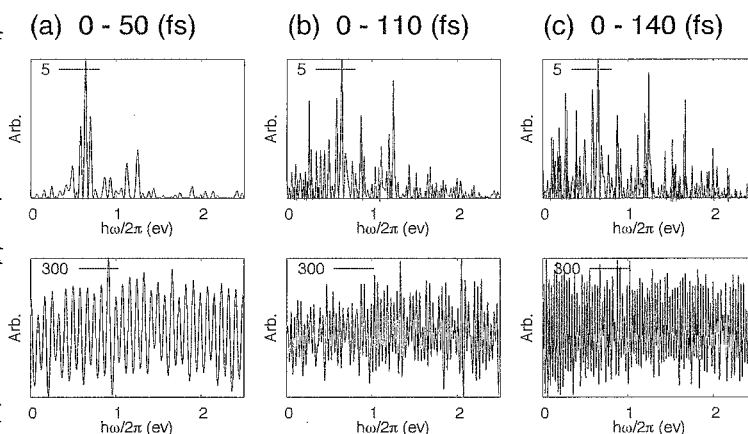 (a) 0 - 50 (fs) (b) 0 - 110 (fs) (c) 0 - 140 (fs)
5 5 5
Arb. Arb. Arb.
0 1 2 0 1 2 0 1 2
hω/2π (ev) hω/2π (ev) hω/2π (ev)
300 300 300
Arb. Arb. Arb.
0 1 2 0 1 2 0 1 2
hω/2π (ev) hω/2π (ev) hω/2π (ev)